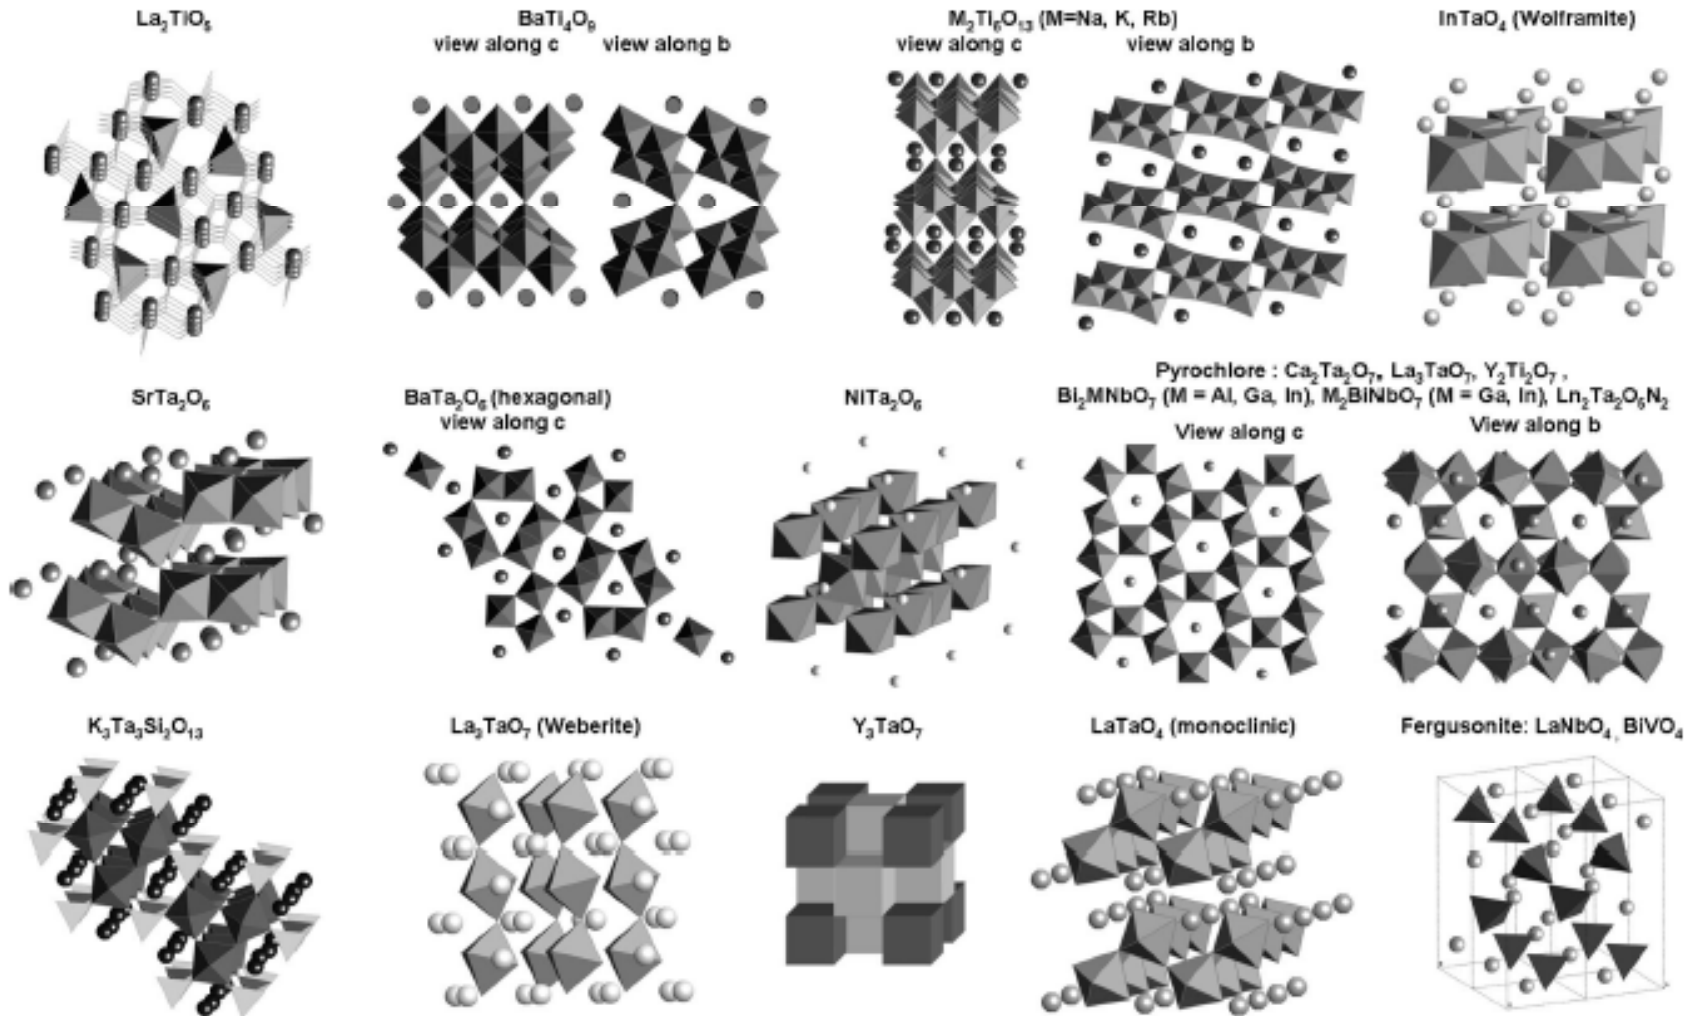 La₂TiO₅
BaTi₄O₉
view along c view along b
M₂Ti₆O₁₃ (M=Na, K, Rb)
view along c view along b
InTaO₄ (Wolframite)
SrTa₂O₆
BaTa₂O₆ (hexagonal)
view along c
NiTa₂O₆
Pyrochlore : Ca₂Ta₂O₇, La₃TaO₇, Y₂Ti₂O₇ ,
Bi₂MNbO₇ (M = Al, Ga, In), M₂BiNbO₇ (M = Ga, In), Ln₂Ta₂O₅N₂
View along c View along b
K₃Ta₃Si₂O₁₃
La₃TaO₇ (Weberite)
Y₃TaO₇
LaTaO₄ (monoclinic)
Fergusonite: LaNbO₄ , BiVO₄